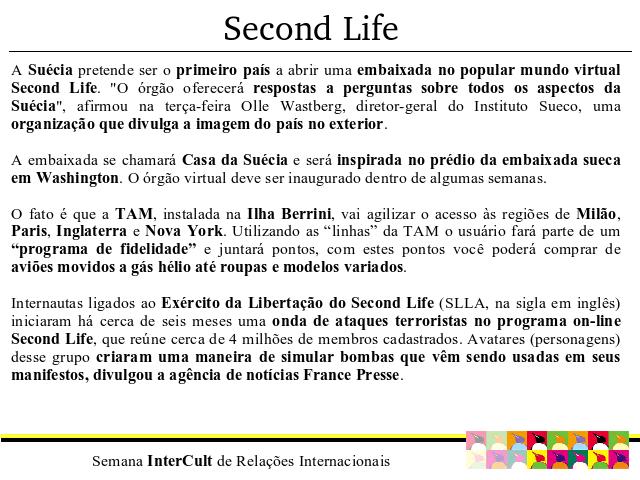 Second Life
A Suécia pretende ser o primeiro país a abrir uma embaixada no popular mundo virtual
Second Life. "O órgão oferecerá respostas a perguntas sobre todos os aspectos da
Suécia", afirmou na terça-feira Olle Wastberg, diretor-geral do Instituto Sueco, uma
organização que divulga a imagem do país no exterior.
A embaixada se chamará Casa da Suécia e será inspirada no prédio da embaixada sueca
em Washington. O órgão virtual deve ser inaugurado dentro de algumas semanas.
O fato é que a TAM, instalada na Ilha Berrini, vai agilizar o acesso às regiões de Milão,
Paris, Inglaterra e Nova York. Utilizando as “linhas” da TAM o usuário fará parte de um
“programa de fidelidade” e juntará pontos, com estes pontos você poderá comprar de
aviões movidos a gás hélio até roupas e modelos variados.
Internautas ligados ao Exército da Libertação do Second Life (SLLA, na sigla em inglês)
iniciaram há cerca de seis meses uma onda de ataques terroristas no programa on-line
Second Life, que reúne cerca de 4 milhões de membros cadastrados. Avatares (personagens)
desse grupo criaram uma maneira de simular bombas que vêm sendo usadas em seus
manifestos, divulgou a agência de notícias France Presse.
Semana InterCult de Relações Internacionais